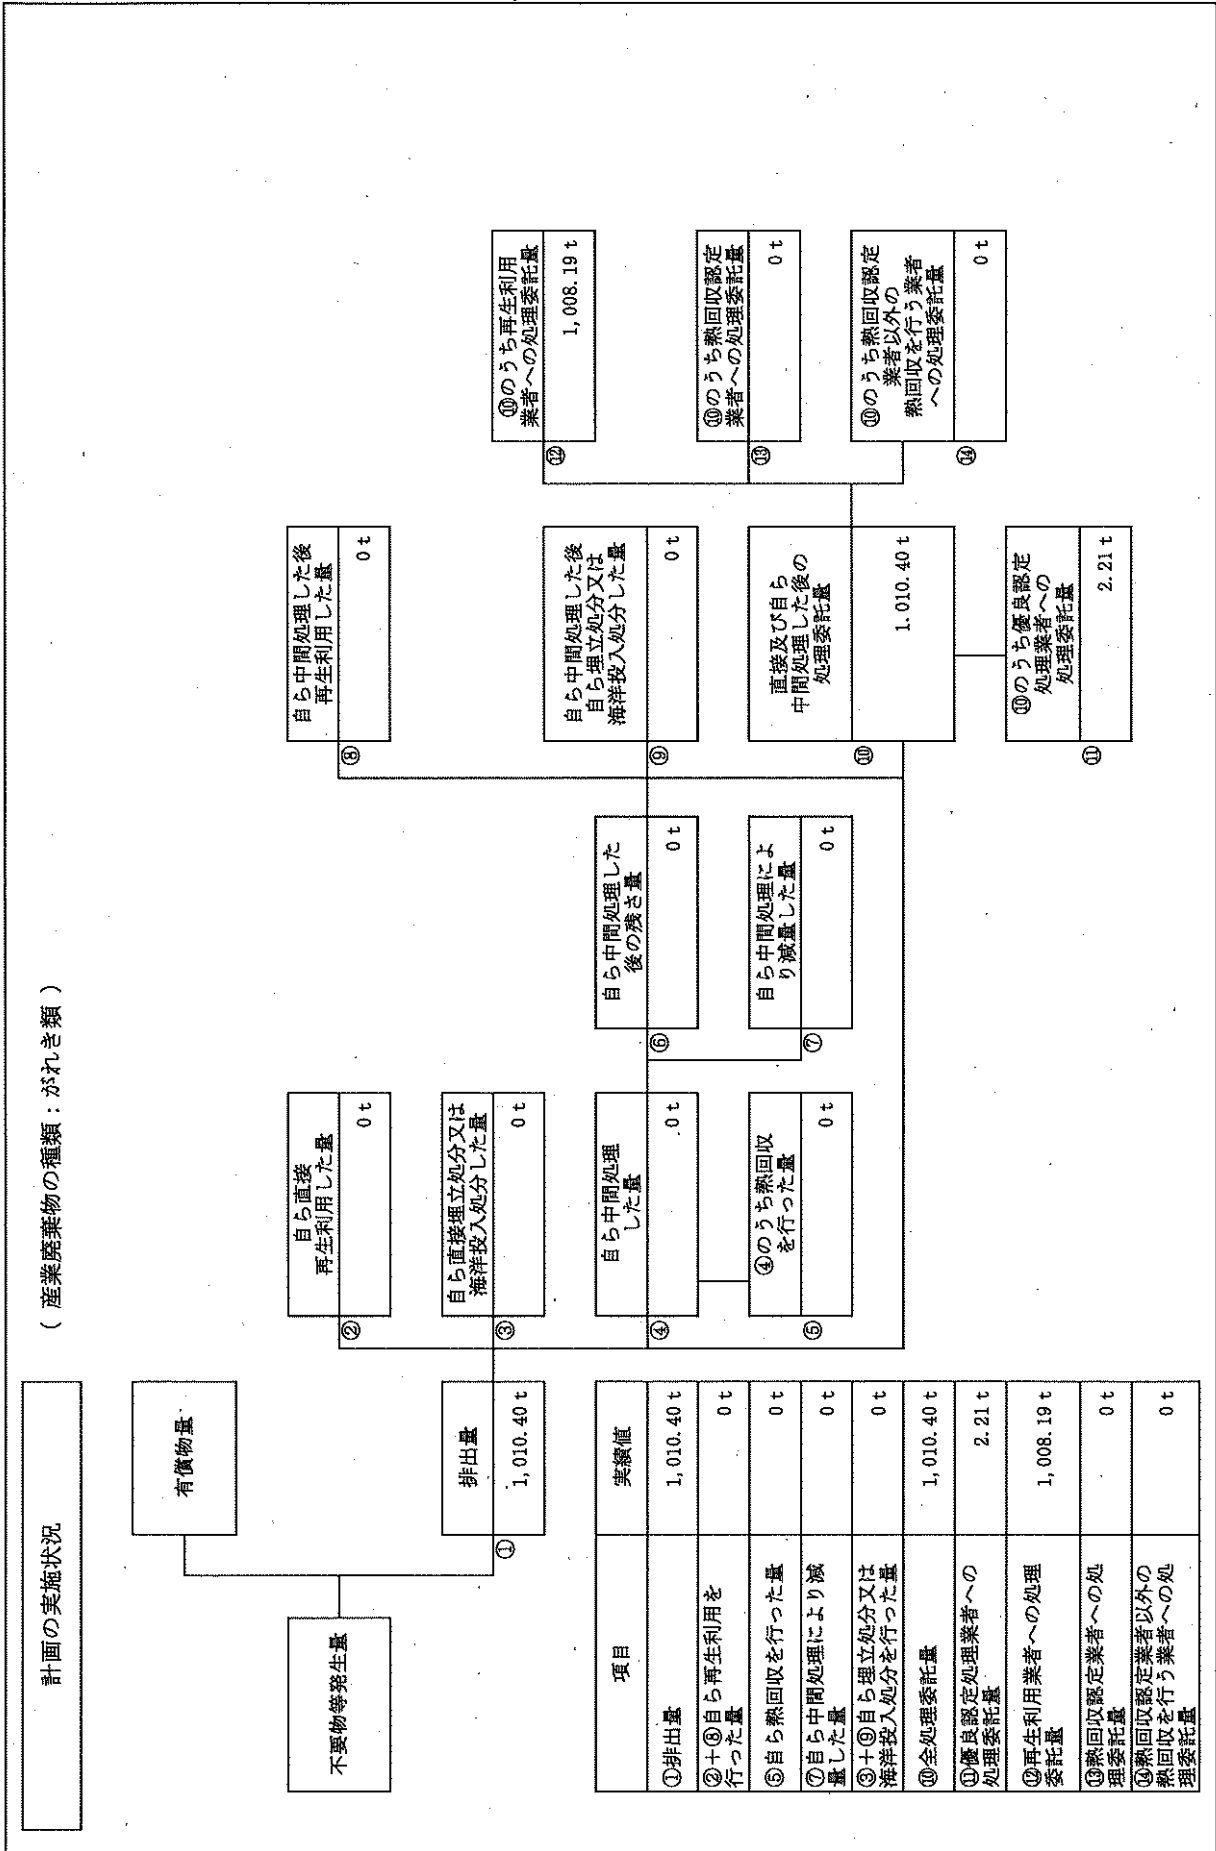 計画の実施状況
( 産業廃棄物の種類：がれき類 )
不要物等発生量
有償物量
排出量
①
1,010.40 t
自ら直接
再生利用した量
②
0 t
自ら直接埋立処分又は
海洋投入処分した量
③
0 t
自ら中間処理
した量
④
0 t
④のうち熱回収
を行った量
⑤
0 t
自ら中間処理した
後の残さ量
⑥
0 t
自ら中間処理によ
り減量した量
⑦
0 t
自ら中間処理した後
再生利用した量
⑧
0 t
自ら中間処理した後
自ら埋立処分又は
海洋投入処分した量
⑨
0 t
直接及び自ら
中間処理した後の
処理委託量
⑩
1.010.40 t
⑩のうち優良認定
処理業者への
処理委託量
⑪
2.21 t
⑩のうち再生利用
業者への処理委託量
⑫
1,008.19 t
⑩のうち熱回収認定
業者への処理委託量
⑬
0 t
⑩のうち熱回収認定
業者以外の
熱回収を行う業者
への処理委託量
⑭
0 t
項目 実績値
①排出量 1,010.40 t
②＋⑧自ら再生利用を
行った量 0 t
⑤自ら熱回収を行った量 0 t
⑦自ら中間処理により減
量した量 0 t
③＋⑨自ら埋立処分又は
海洋投入処分を行った量 0 t
⑩全処理委託量 1,010.40 t
⑪優良認定処理業者への
処理委託量 2.21 t
⑫再生利用業者への処理
委託量 1,008.19 t
⑬熱回収認定業者への処
理委託量 0 t
⑭熱回収認定業者以外の
熱回収を行う業者への処
理委託量 0 t